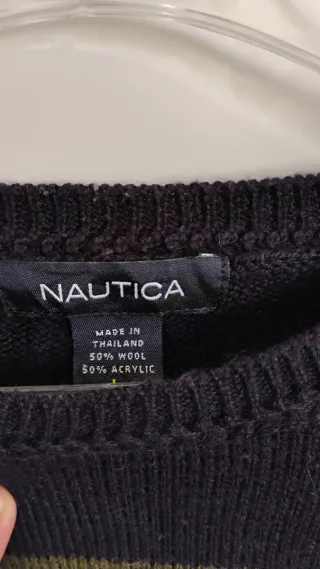 NAUTICA
MADE IN
THAILAND
50% WOOL
50% ACRYLIC